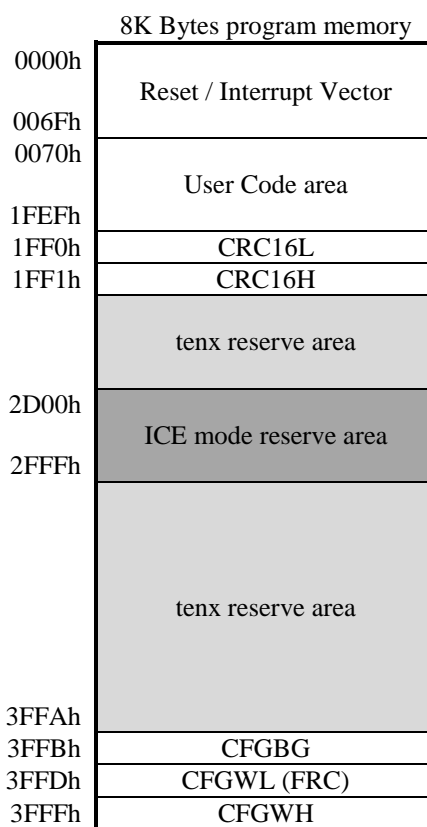 8K Bytes program memory
0000h
Reset / Interrupt Vector
006Fh
0070h
User Code area
1FEFh
1FF0h CRC16L
1FF1h CRC16H
tenx reserve area
2D00h
ICE mode reserve area
2FFFh
tenx reserve area
3FFAh
3FFBh CFGBG
3FFDh CFGWL (FRC)
3FFFh CFGWH